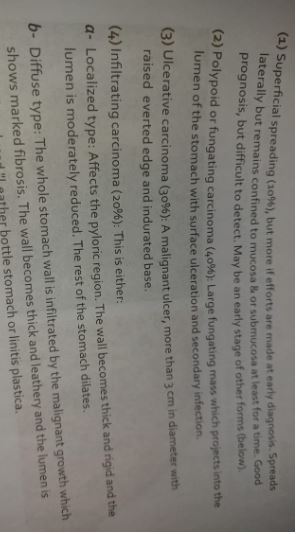 (1) Superficial spreading (10%), but more if efforts are made at early diagnosis. Spreads
laterally but remains confined to mucosa & or submucosa at least for a time. Good
prognosis, but difficult to detect. May be an early stage of other forms (below).
(2) Polypoid or fungating carcinoma (40%): Large fungating mass which projects into the
lumen of the stomach with surface ulceration and secondary infection.
(3) Ulcerative carcinoma (30%): A malignant ulcer, more than 3 cm in diameter with
raised everted edge and indurated base.
(4) Infiltrating carcinoma (20%): This is either:
a- Localized type: Affects the pyloric region. The wall becomes thick and rigid and the
lumen is moderately reduced. The rest of the stomach dilates.
b- Diffuse type: The whole stomach wall is infiltrated by the malignant growth which
shows marked fibrosis. The wall becomes thick and leathery and the lumen is
"Leather bottle stomach or linitis plastica.